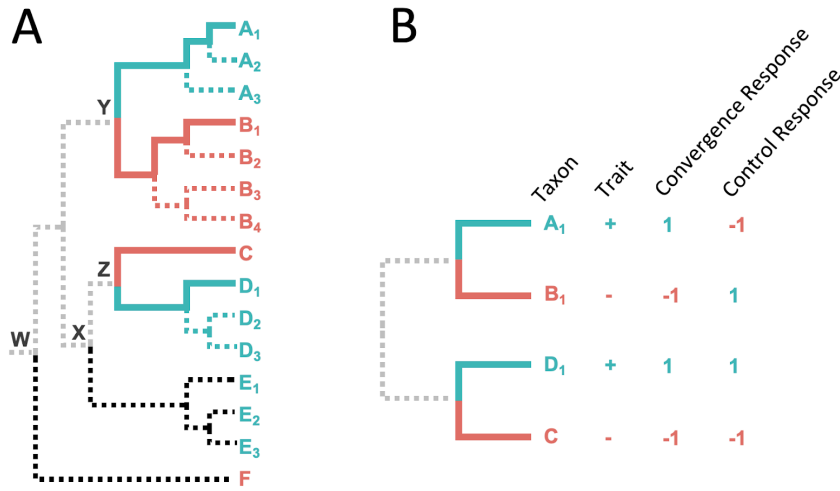 A
A1
A2
A3
Y
B1
B2
B3
B4
C
Z
D1
D2
D3
W
X
E1
E2
E3
F
B
Taxon
Trait
Convergence Response
Control Response
A1 + 1 -1
B1 - -1 1
D1 + 1 1
C - -1 -1